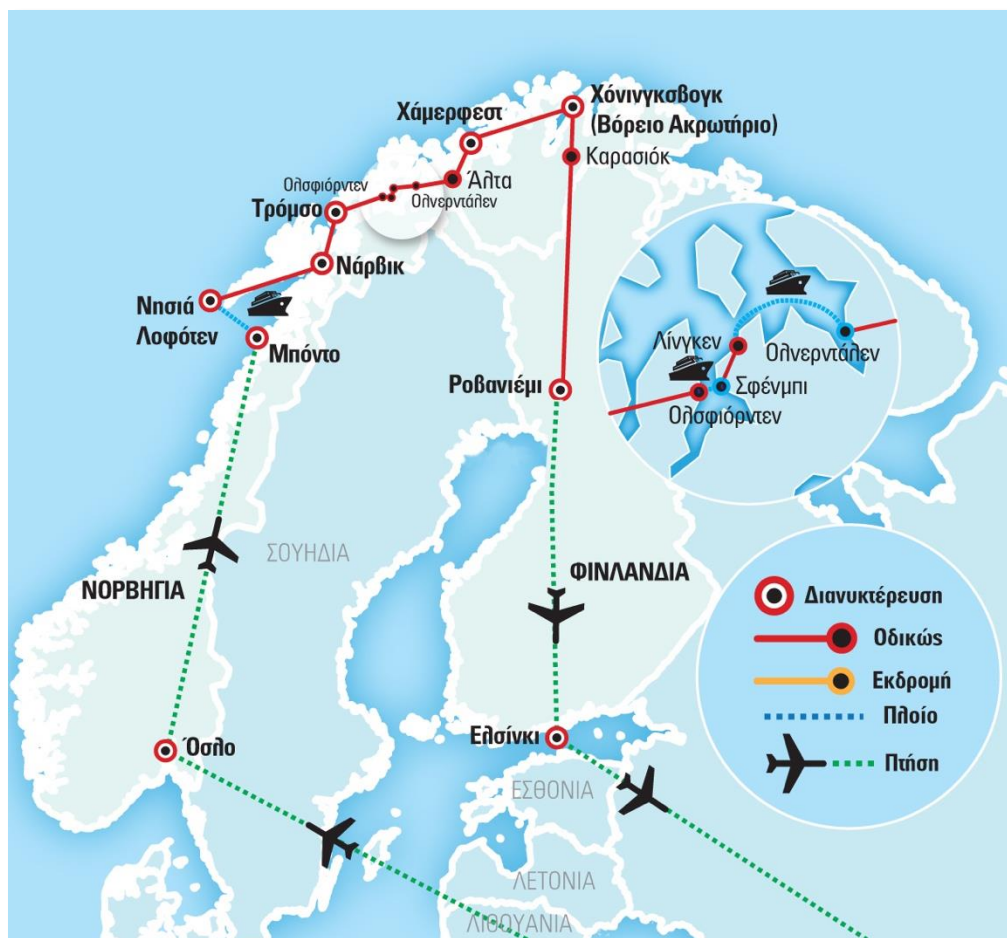 Χάμερφεστ
Χόνινγκσβογκ
(Βόρειο Ακρωτήριο)
Καρασιόκ
Άλτα
Ολσφιόρντεν
Ολνερντάλεν
Τρόμσο
Νάρβικ
Νησιά
Λοφότεν
Μπόντο
Ροβανιέμι
Λίνγκεν
Ολνερντάλεν
Σφένμπι
Ολσφιόρντεν
ΣΟΥΗΔΙΑ
ΝΟΡΒΗΓΙΑ
ΦΙΝΛΑΝΔΙΑ
Διανυκτέρευση
Οδικώς
Εκδρομή
Πλοίο
Πτήση
Όσλο
Ελσίνκι
ΕΣΘΟΝΙΑ
ΛΕΤΟΝΙΑ
ΛΙΘΟΥΑΝΙΑ